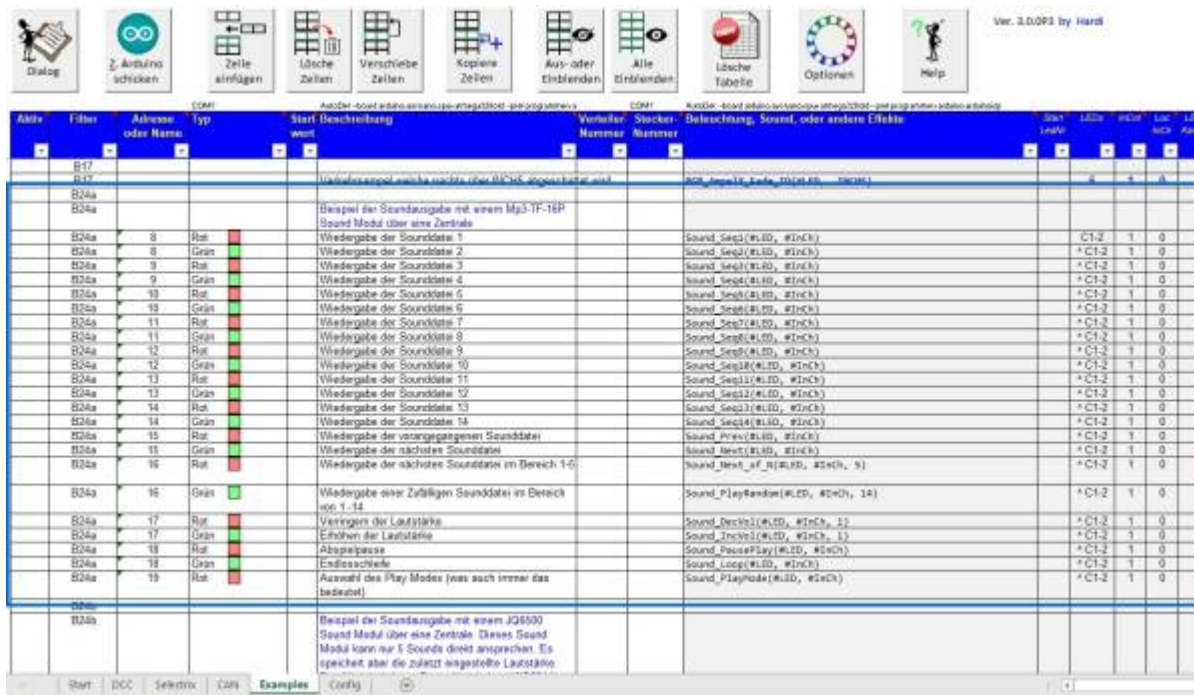 Ver. 3.0.0P3 by Hardi
Dialog
Z. Arduino schicken
Zeile einfügen
Lösche Zeilen
Verschiebe Zeilen
Kopiere Zeilen
Aus- oder Einblenden
Alle Einblenden
Lösche Tabelle
Optionen
Help
COM1 COM1
Aktiv Filter Adresse oder Name Typ Start wert Beschreibung Verteiler Nummer Stecker Nummer Beleuchtung, Sound, oder andere Effekte Start LedNr LEDs InCnt Loc InCh
B17
B17 Verkehrsampel welche nachts über INCH5 abgeschaltet wird
B24a
B24a Beispiel der Soundausgabe mit einem Mp3-TF-16P
Sound Modul über eine Zentrale
B24a 8 Rot Wiedergabe der Sounddatei 1 Sound_Seq1(#LED, #InCh) C1-2 1 0
B24a 8 Grün Wiedergabe der Sounddatei 2 Sound_Seq2(#LED, #InCh) ^ C1-2 1 0
B24a 9 Rot Wiedergabe der Sounddatei 3 Sound_Seq3(#LED, #InCh) ^ C1-2 1 0
B24a 9 Grün Wiedergabe der Sounddatei 4 Sound_Seq4(#LED, #InCh) ^ C1-2 1 0
B24a 10 Rot Wiedergabe der Sounddatei 5 Sound_Seq5(#LED, #InCh) ^ C1-2 1 0
B24a 10 Grün Wiedergabe der Sounddatei 6 Sound_Seq6(#LED, #InCh) ^ C1-2 1 0
B24a 11 Rot Wiedergabe der Sounddatei 7 Sound_Seq7(#LED, #InCh) ^ C1-2 1 0
B24a 11 Grün Wiedergabe der Sounddatei 8 Sound_Seq8(#LED, #InCh) ^ C1-2 1 0
B24a 12 Rot Wiedergabe der Sounddatei 9 Sound_Seq9(#LED, #InCh) ^ C1-2 1 0
B24a 12 Grün Wiedergabe der Sounddatei 10 Sound_Seq10(#LED, #InCh) ^ C1-2 1 0
B24a 13 Rot Wiedergabe der Sounddatei 11 Sound_Seq11(#LED, #InCh) ^ C1-2 1 0
B24a 13 Grün Wiedergabe der Sounddatei 12 Sound_Seq12(#LED, #InCh) ^ C1-2 1 0
B24a 14 Rot Wiedergabe der Sounddatei 13 Sound_Seq13(#LED, #InCh) ^ C1-2 1 0
B24a 14 Grün Wiedergabe der Sounddatei 14 Sound_Seq14(#LED, #InCh) ^ C1-2 1 0
B24a 15 Rot Wiedergabe der vorangegangenen Sounddatei Sound_Prev(#LED, #InCh) ^ C1-2 1 0
B24a 15 Grün Wiedergabe der nächsten Sounddatei Sound_Next(#LED, #InCh) ^ C1-2 1 0
B24a 16 Rot Wiedergabe der nächsten Sounddatei im Bereich 1-5 Sound_Next_of_N(#LED, #InCh, 5) ^ C1-2 1 0
B24a 16 Grün Wiedergabe einer Zufälligen Sounddatei im Bereich
von 1 -14 Sound_PlayRandom(#LED, #InCh, 14) ^ C1-2 1 0
B24a 17 Rot Verringern der Lautstärke Sound_DecVol(#LED, #InCh, 1) ^ C1-2 1 0
B24a 17 Grün Erhöhen der Lautstärke Sound_IncVol(#LED, #InCh, 1) ^ C1-2 1 0
B24a 18 Rot Abspielpause Sound_PausePlay(#LED, #InCh) ^ C1-2 1 0
B24a 18 Grün Endlosschleife Sound_Loop(#LED, #InCh) ^ C1-2 1 0
B24a 19 Rot Auswahl des Play Modes (was auch immer das
bedeutet) Sound_PlayMode(#LED, #InCh) ^ C1-2 1 0
B24b Beispiel der Soundausgabe mit einem JQ6500
Sound Modul über eine Zentrale. Dieses Sound
Modul kann nur 5 Sounds direkt ansprechen. Es
speichert aber die zuletzt eingestellte Lautstärke
Start DCC Selectrix CAN Examples Config